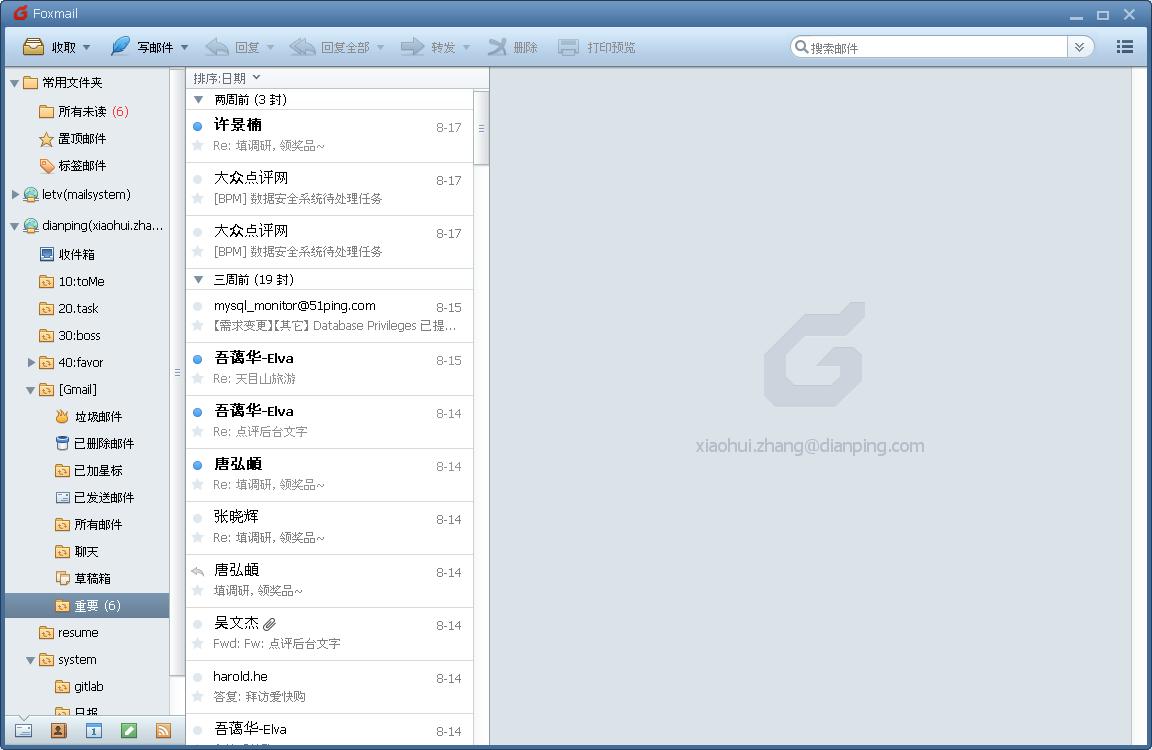 Foxmail
收取 写邮件 回复 回复全部 转发 删除 打印预览 搜索邮件
常用文件夹
所有未读 (6)
置顶邮件
标签邮件
letv(mailsystem)
dianping(xiaohui.zha...
收件箱
10:toMe
20.task
30:boss
40:favor
[Gmail]
垃圾邮件
已删除邮件
已加星标
已发送邮件
所有邮件
聊天
草稿箱
重要 (6)
resume
system
gitlab
日报
排序:日期
两周前 (3 封)
许景楠 8-17
Re: 填调研, 领奖品~
大众点评网 8-17
[BPM] 数据安全系统待处理任务
大众点评网 8-17
[BPM] 数据安全系统待处理任务
三周前 (19 封)
mysql_monitor@51ping.com 8-15
【需求变更】【其它】 Database Privileges 已提...
吾蔼华-Elva 8-15
Re: 天目山旅游
吾蔼华-Elva 8-14
Re: 点评后台文字
唐弘頔 8-14
Re: 填调研, 领奖品~
张晓辉 8-14
Re: 填调研, 领奖品~
唐弘頔 8-14
填调研, 领奖品~
吴文杰 8-14
Fwd: Fw: 点评后台文字
harold.he 8-14
答复: 拜访爱快购
吾蔼华-Elva 8-14
xiaohui.zhang@dianping.com